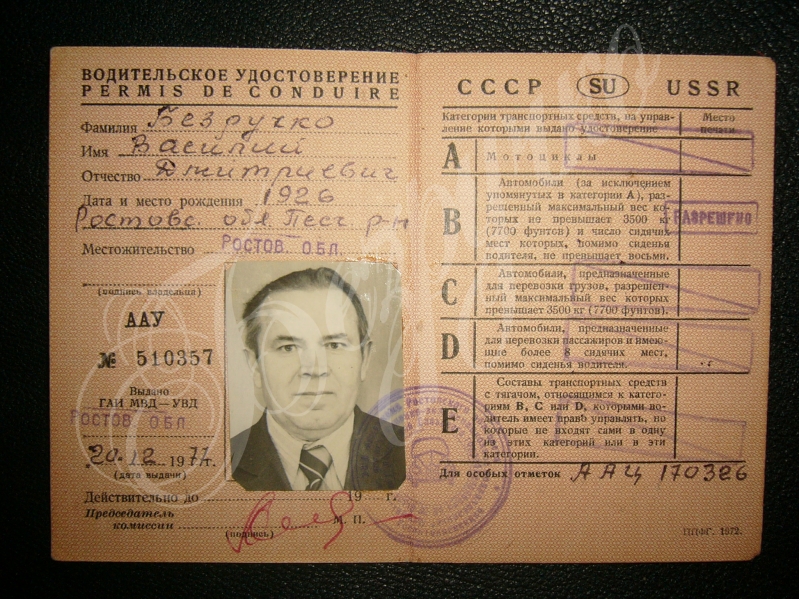 ВОДИТЕЛЬСКОЕ УДОСТОВЕРЕНИЕ
PERMIS DE CONDUIRE
Фамилия Безручко
Имя Василий
Отчество Дмитриевич
Дата и место рождения 1926
Ростовс. обл Песч. р-н
Местожительство РОСТОВ. ОБЛ.
(подпись владельца)
ААУ
№ 510357
Выдано
ГАИ МВД—УВД
РОСТОВ ОБЛ
20.12 1977 г.
(дата выдачи)
Действительно до 19 г.
Председатель
комиссии М. П.
(подпись)
СССР SU USSR
Категории транспортных средств, на управ-
ление которыми выдано удостоверение
Место
печати
A Мотоциклы
B
Автомобили (за исключением
упомянутых в категории А), раз-
решенный максимальный вес ко-
торых не превышает 3500 кг
(7700 фунтов) и число сидячих
мест которых, помимо сиденья
водителя, не превышает восьми.
РАЗРЕШЕНО
C
Автомобили, предназначенные
для перевозки грузов, разрешен-
ный максимальный вес которых
превышает 3500 кг (7700 фунтов).
D
Автомобили, предназначенные
для перевозки пассажиров и имею-
щие более 8 сидячих мест,
помимо сиденья водителя.
E
Составы транспортных средств
с тягачом, относящимся к катего-
риям В, С или D, которыми во-
дитель имеет право управлять, но
которые не входят сами в одну
из этих категорий или в эти
категории.
Для особых отметок ААЦ 170326
ППФГ. 1972.